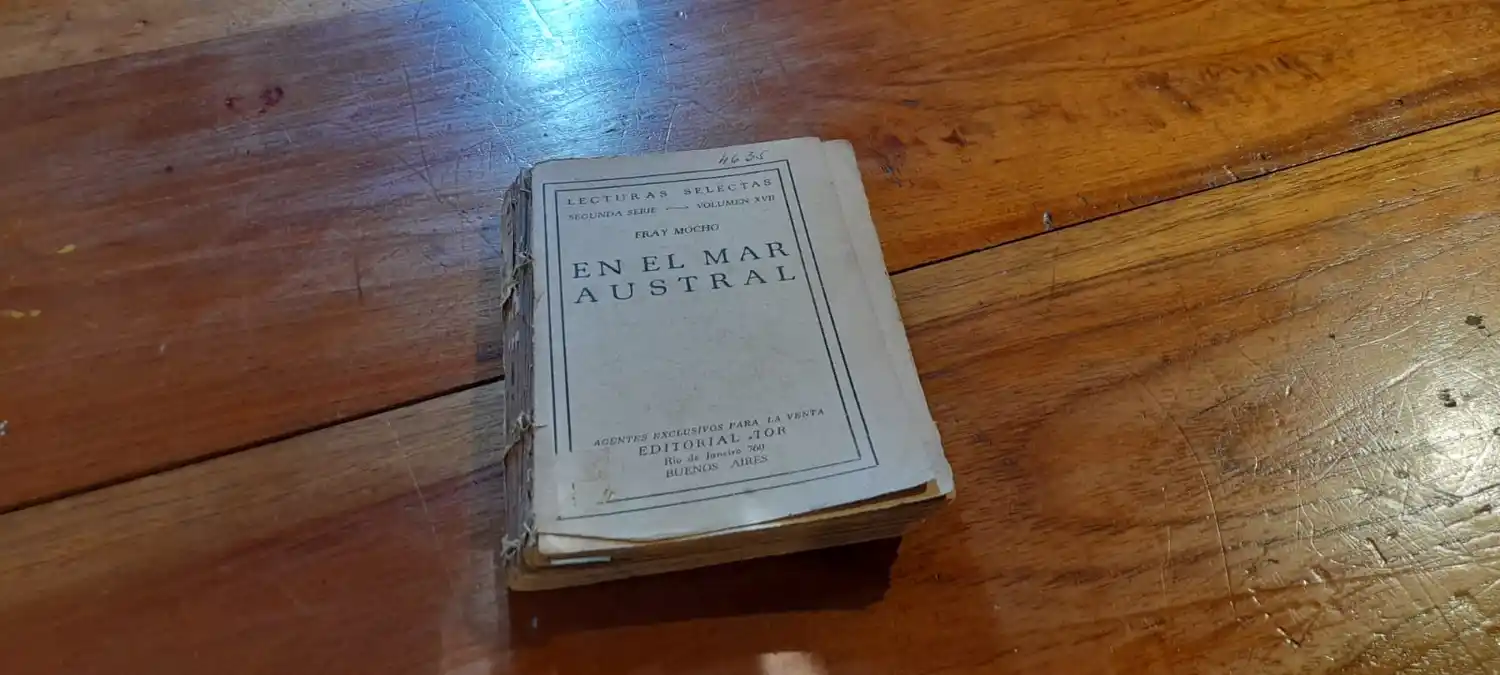 4635
LECTURAS SELECTAS
SEGUNDA SERIE — VOLUMEN XVII
FRAY MOCHO
EN EL MAR
AUSTRAL
AGENTES EXCLUSIVOS PARA LA VENTA
EDITORIAL TOR
Río de Janeiro 760
BUENOS AIRES